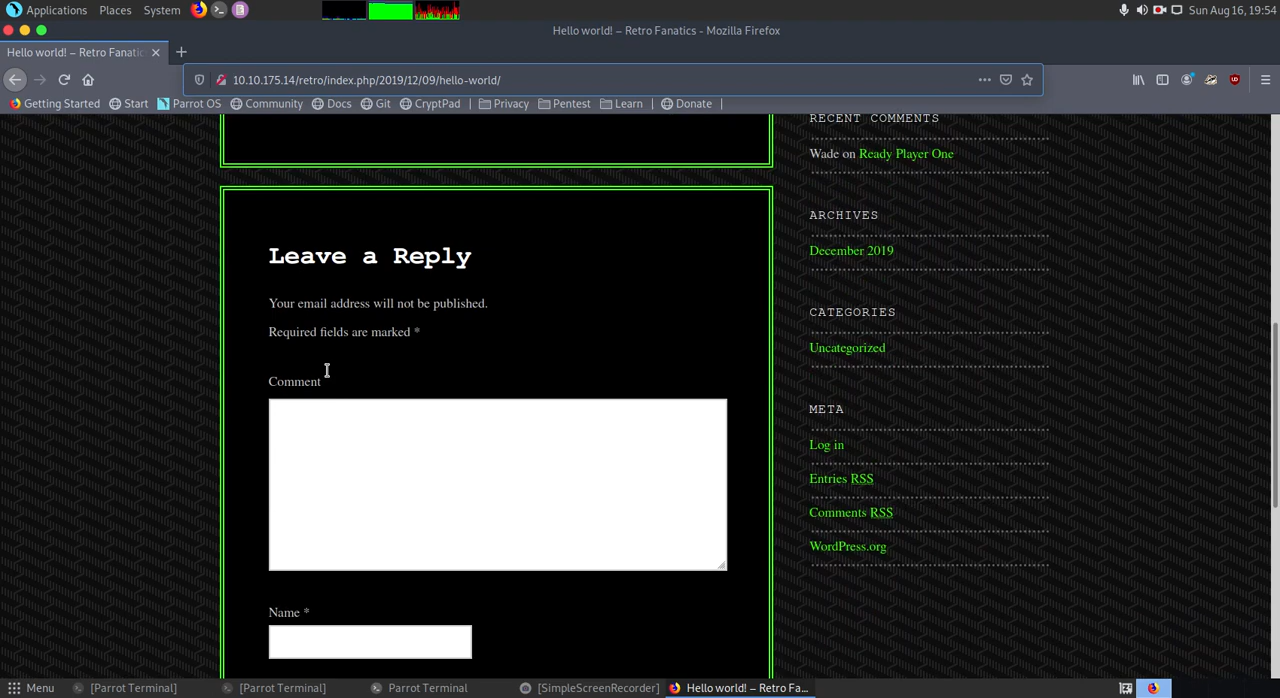 Applications Places System Sun Aug 16, 19:54
Hello world! – Retro Fanatics - Mozilla Firefox
Hello world! – Retro Fanatic
10.10.175.14/retro/index.php/2019/12/09/hello-world/
Getting Started Start Parrot OS Community Docs Git CryptPad Privacy Pentest Learn Donate
RECENT COMMENTS
Wade on Ready Player One
ARCHIVES
December 2019
CATEGORIES
Uncategorized
META
Log in
Entries RSS
Comments RSS
WordPress.org
Leave a Reply
Your email address will not be published.
Required fields are marked *
Comment
Name *
Menu [Parrot Terminal] [Parrot Terminal] Parrot Terminal [SimpleScreenRecorder] Hello world! – Retro Fa...